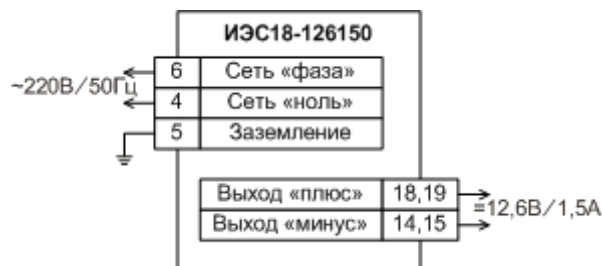 ИЭС18-126150
6 Сеть «фаза»
~220В/50Гц
4 Сеть «ноль»
5 Заземление
Выход «плюс» 18,19
=12,6В/1,5А
Выход «минус» 14,15